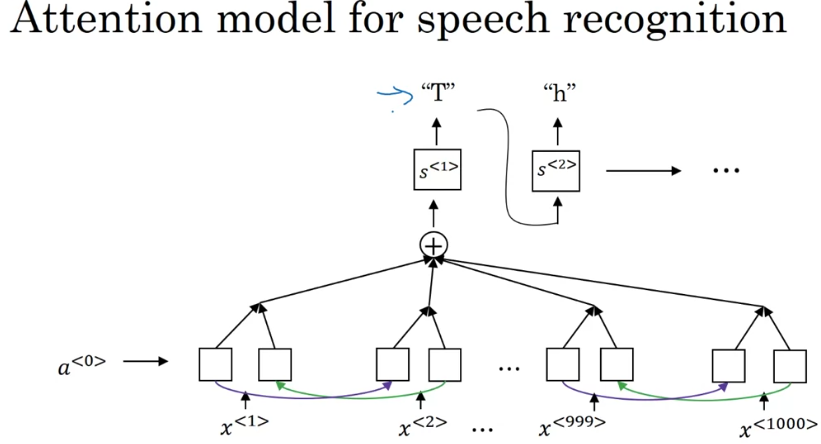 Attention model for speech recognition
“T” “h”
s<1> s<2> ...
+
a<0> ...
x<1> x<2> ... x<999> x<1000>